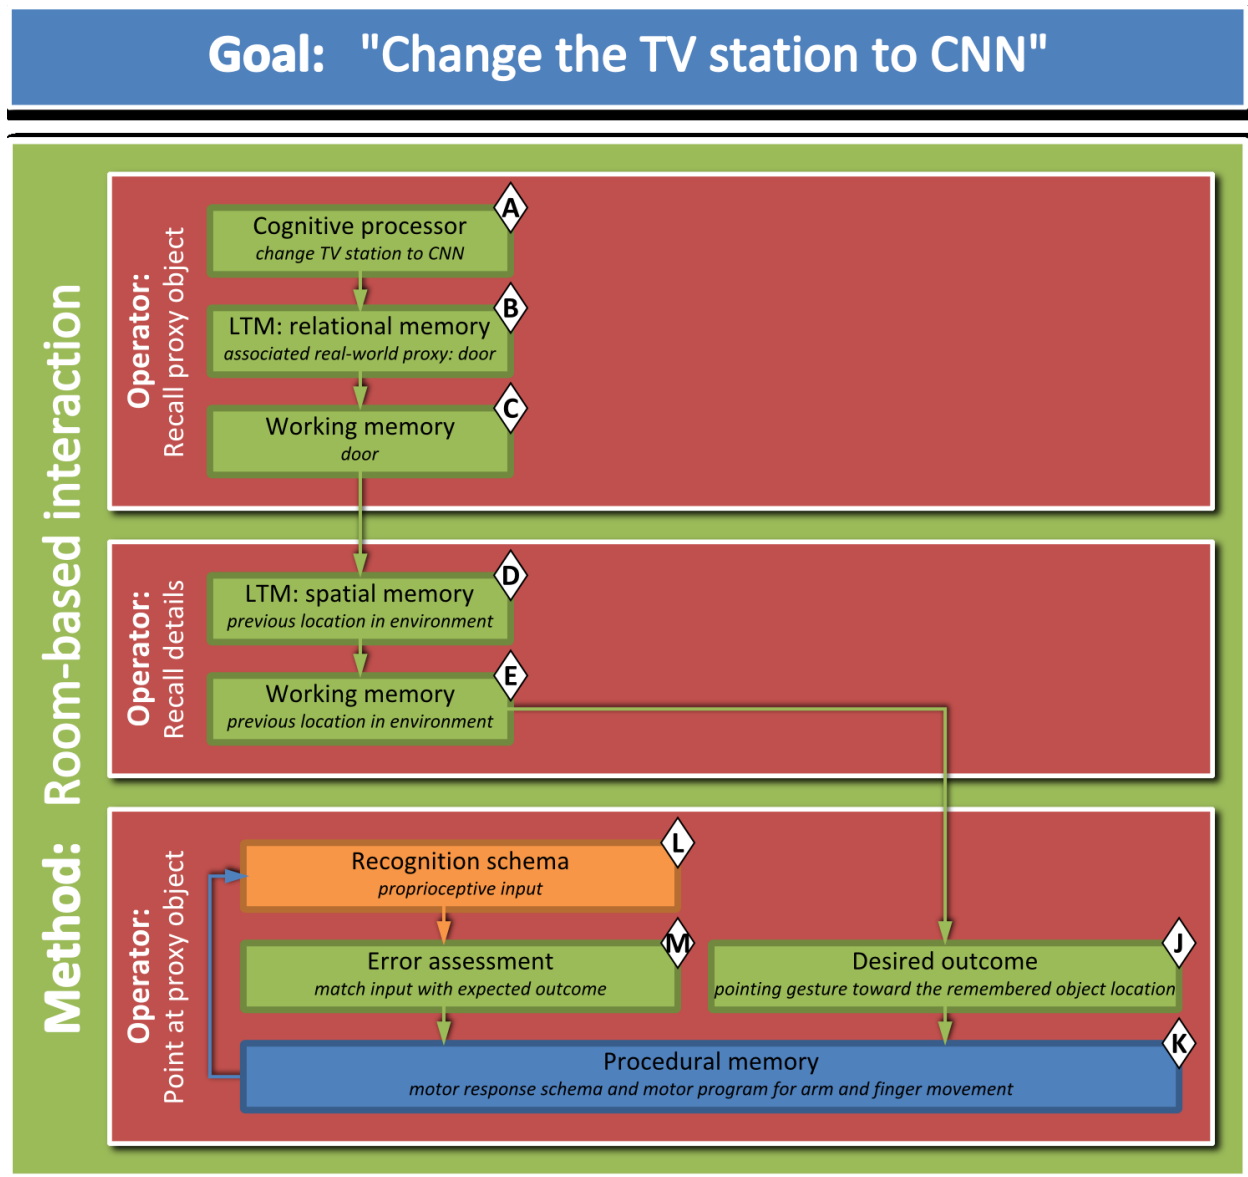 Goal: "Change the TV station to CNN"
Method: Room-based interaction
Operator:
Recall proxy object
A
Cognitive processor
change TV station to CNN
B
LTM: relational memory
associated real-world proxy: door
C
Working memory
door
Operator:
Recall details
D
LTM: spatial memory
previous location in environment
E
Working memory
previous location in environment
Operator:
Point at proxy object
L
Recognition schema
proprioceptive input
M
Error assessment
match input with expected outcome
J
Desired outcome
pointing gesture toward the remembered object location
K
Procedural memory
motor response schema and motor program for arm and finger movement